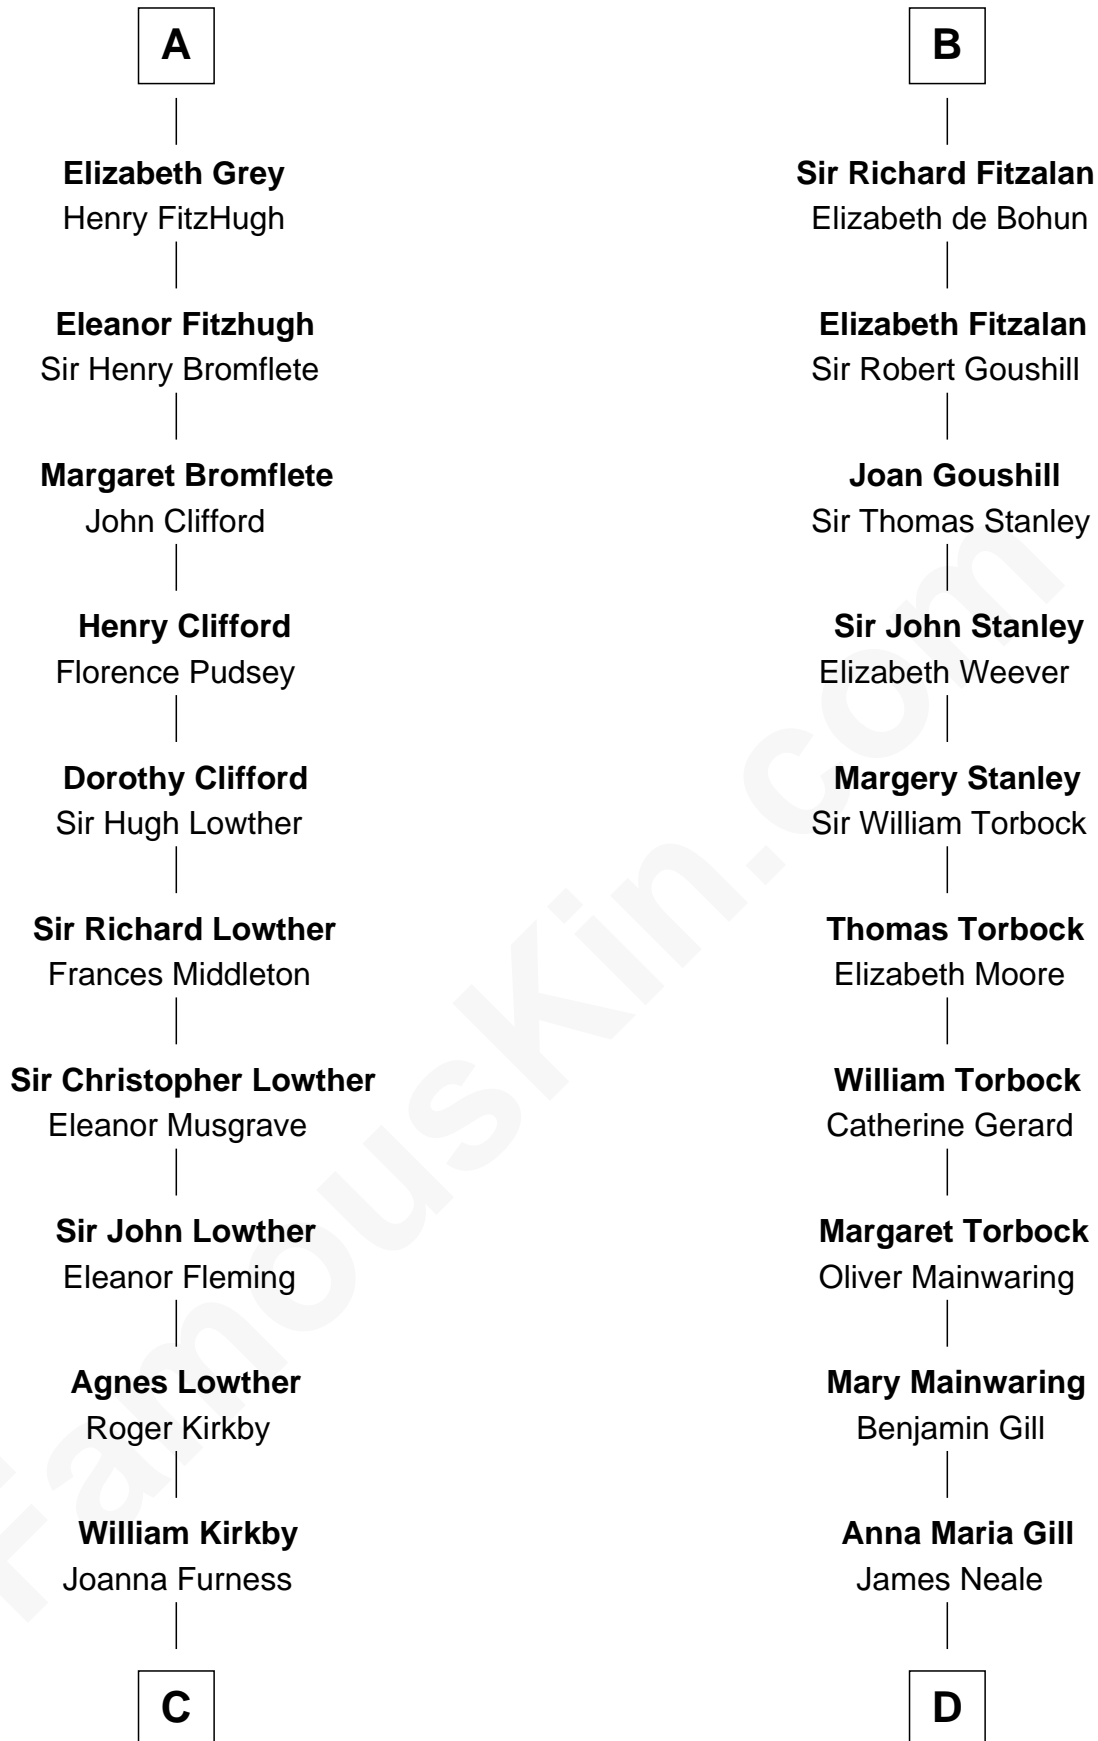 A
Elizabeth Grey
Henry FitzHugh
Eleanor Fitzhugh
Sir Henry Bromflete
Margaret Bromflete
John Clifford
Henry Clifford
Florence Pudsey
Dorothy Clifford
Sir Hugh Lowther
Sir Richard Lowther
Frances Middleton
Sir Christopher Lowther
Eleanor Musgrave
Sir John Lowther
Eleanor Fleming
Agnes Lowther
Roger Kirkby
William Kirkby
Joanna Furness
C
B
Sir Richard Fitzalan
Elizabeth de Bohun
Elizabeth Fitzalan
Sir Robert Goushill
Joan Goushill
Sir Thomas Stanley
Sir John Stanley
Elizabeth Weever
Margery Stanley
Sir William Torbock
Thomas Torbock
Elizabeth Moore
William Torbock
Catherine Gerard
Margaret Torbock
Oliver Mainwaring
Mary Mainwaring
Benjamin Gill
Anna Maria Gill
James Neale
D
FamousKin.com